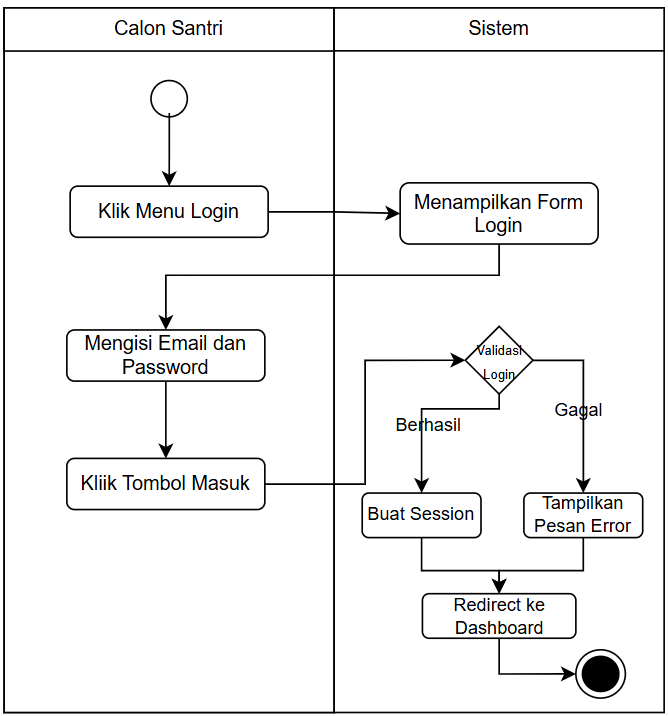 Calon Santri
Sistem
Klik Menu Login
Menampilkan Form
Login
Mengisi Email dan
Password
Validasi
Login
Berhasil
Gagal
Kliik Tombol Masuk
Buat Session
Tampilkan
Pesan Error
Redirect ke
Dashboard